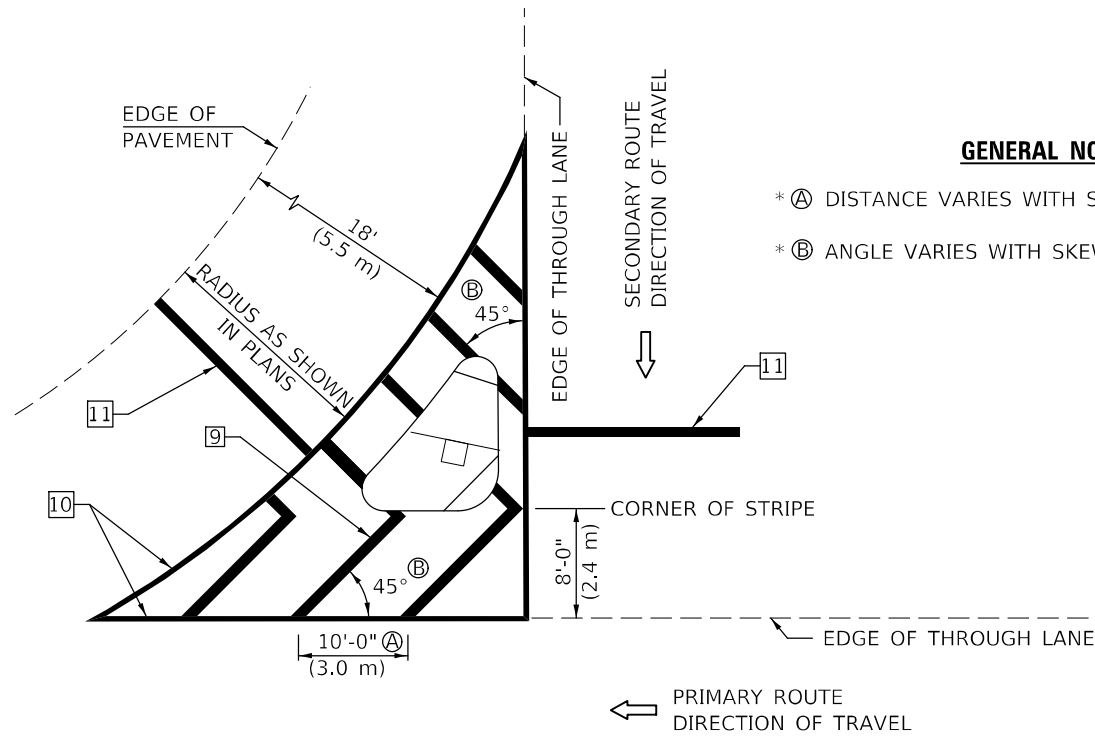 EDGE OF
PAVEMENT
18'
(5.5 m)
RADIUS AS SHOWN
IN PLANS
EDGE OF THROUGH LANE
SECONDARY ROUTE
DIRECTION OF TRAVEL
GENERAL NO
* Ⓐ DISTANCE VARIES WITH S
* Ⓑ ANGLE VARIES WITH SKEW
Ⓑ
45°
11
11
9
10
CORNER OF STRIPE
8'-0"
(2.4 m)
45° Ⓑ
10'-0" Ⓐ
(3.0 m)
EDGE OF THROUGH LANE
PRIMARY ROUTE
DIRECTION OF TRAVEL